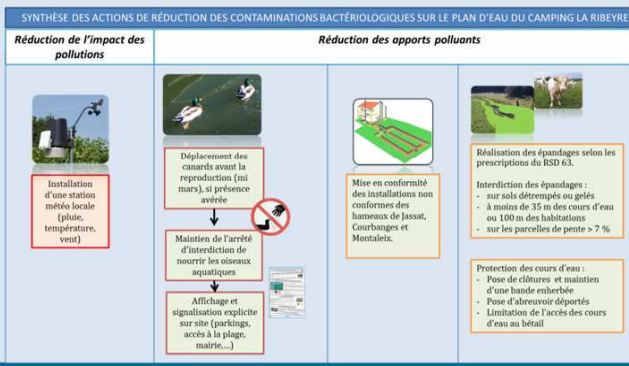 SYNTHÈSE DES ACTIONS DE RÉDUCTION DES CONTAMINATIONS BACTÉRIOLOGIQUES SUR LE PLAN D'EAU DU CAMPING LA RIBEYRE
Réduction de l'impact des
pollutions
Réduction des apports polluants
Installation
d'une station
météo locale
(pluie,
température,
vent)
Déplacement des
canards avant la
reproduction (mi
mars), si présence
avérée
Maintien de l'arrêté
d'interdiction de
nourrir les oiseaux
aquatiques
Affichage et
signalisation explicite
sur site (parkings,
accès à la plage,
mairie,...)
Mise en conformité
des installations non
conformes des
hameaux de Jassat,
Courbanges et
Montaleix.
Réalisation des épandages selon les
prescriptions du RSD 63.
Interdiction des épandages :
- sur sols détrempés ou gelés
- à moins de 35 m des cours d'eau
ou 100 m des habitations
- sur les parcelles de pente > 7 %
Protection des cours d'eau :
- Pose de clôtures et maintien
d'une bande enherbée
- Pose d'abreuvoir déportés
- Limitation de l'accès des cours
d'eau au bétail